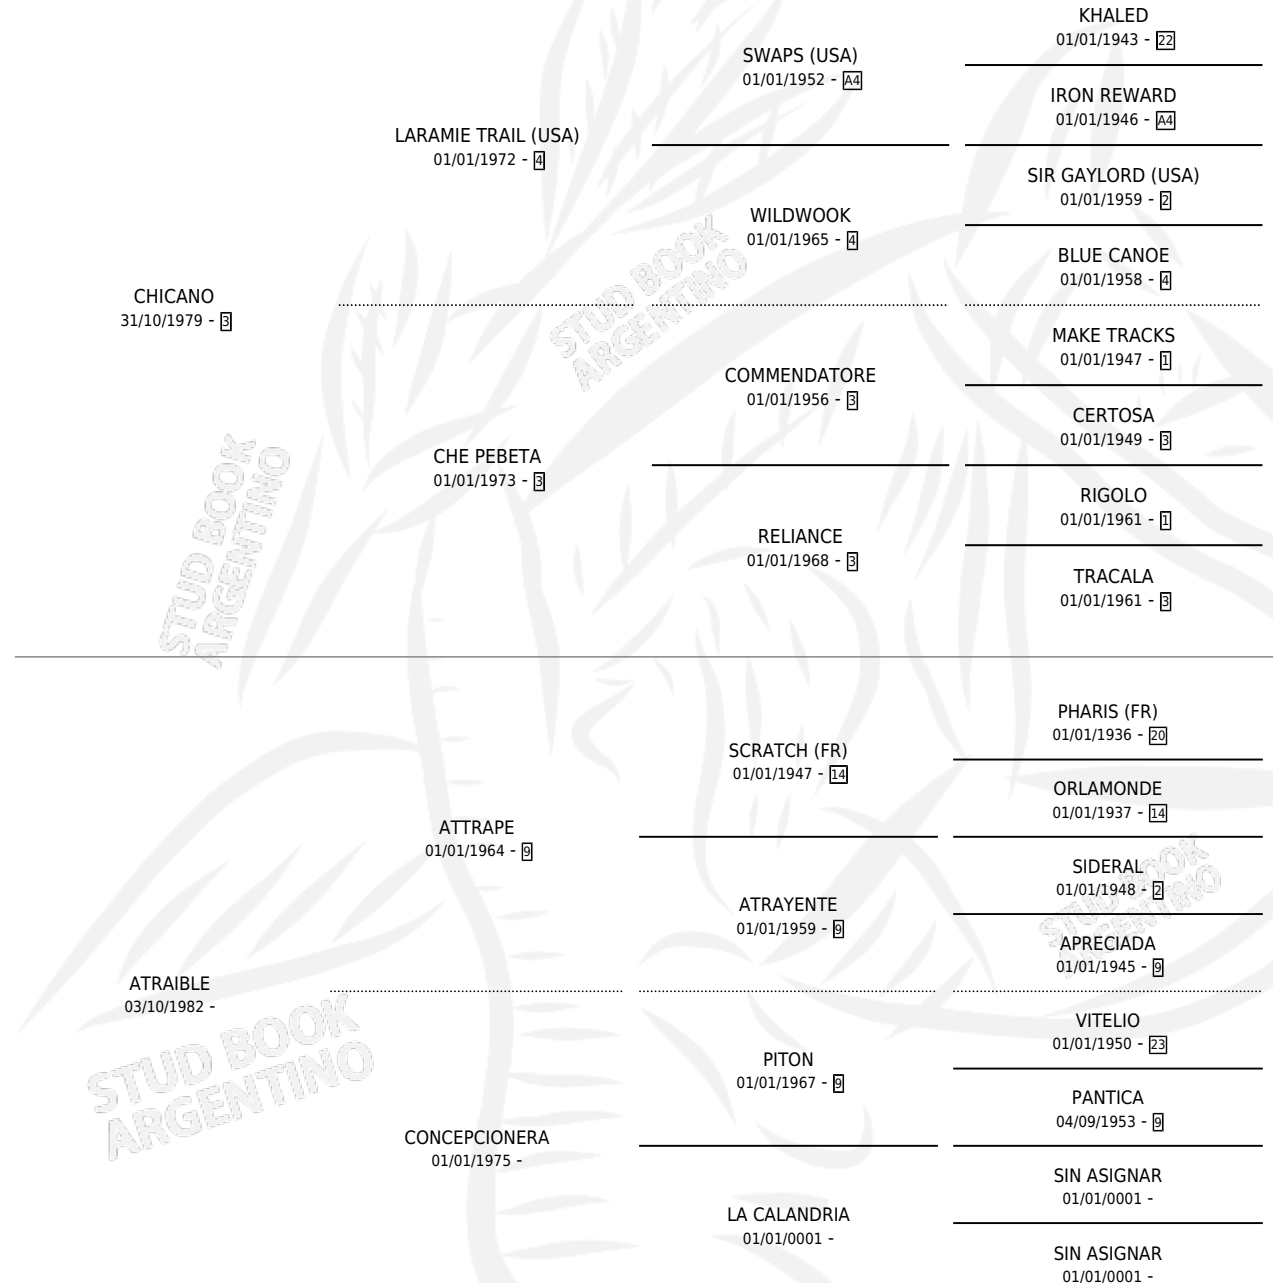 KHALED
01/01/1943 - 22
SWAPS (USA)
01/01/1952 - A4
IRON REWARD
01/01/1946 - A4
LARAMIE TRAIL (USA)
01/01/1972 - 4
SIR GAYLORD (USA)
01/01/1959 - 2
WILDWOOK
01/01/1965 - 4
BLUE CANOE
01/01/1958 - 4
CHICANO
31/10/1979 - 3
MAKE TRACKS
01/01/1947 - 1
COMMENDATORE
01/01/1956 - 3
CERTOSA
01/01/1949 - 3
CHE PEBETA
01/01/1973 - 3
RIGOLO
01/01/1961 - 1
RELIANCE
01/01/1968 - 3
TRACALA
01/01/1961 - 3
STUD BOOK
ARGENTINO
STUD BOOK
ARGENTINO
PHARIS (FR)
01/01/1936 - 20
SCRATCH (FR)
01/01/1947 - 14
ORLAMONDE
01/01/1937 - 14
ATTRAPE
01/01/1964 - 9
SIDERAL
01/01/1948 - 2
ATRAYENTE
01/01/1959 - 9
APRECIADA
01/01/1945 - 9
ATRAIBLE
03/10/1982 -
VITELIO
01/01/1950 - 23
PITON
01/01/1967 - 9
PANTICA
04/09/1953 - 9
CONCEPCIONERA
01/01/1975 -
SIN ASIGNAR
01/01/0001 -
LA CALANDRIA
01/01/0001 -
SIN ASIGNAR
01/01/0001 -
STUD BOOK
ARGENTINO
STUD BOOK
ARGENTINO